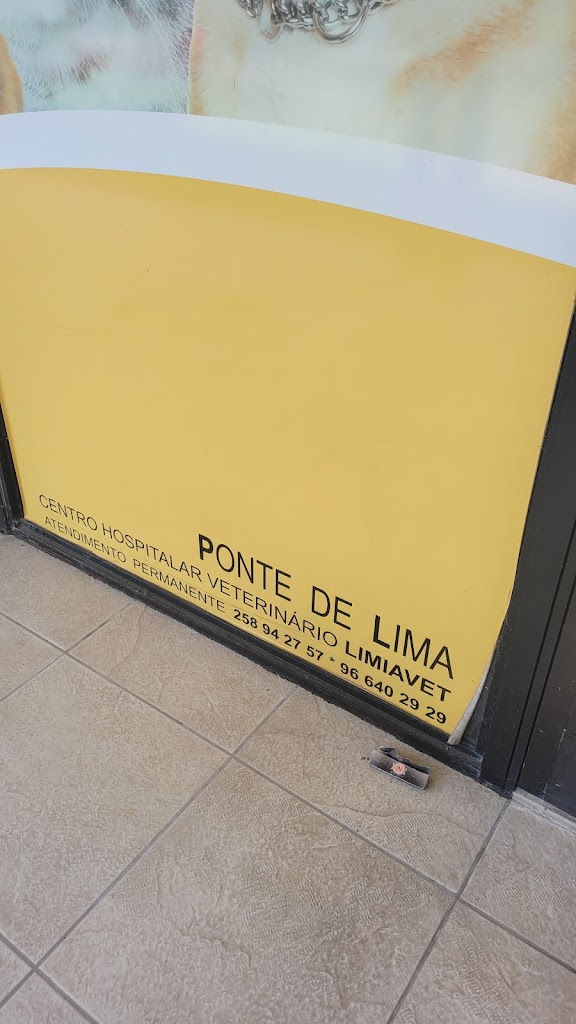 PONTE DE LIMA
CENTRO HOSPITALAR VETERINÁRIO LIMIAVET
ATENDIMENTO PERMANENTE 258 94 27 57 * 96 640 29 29